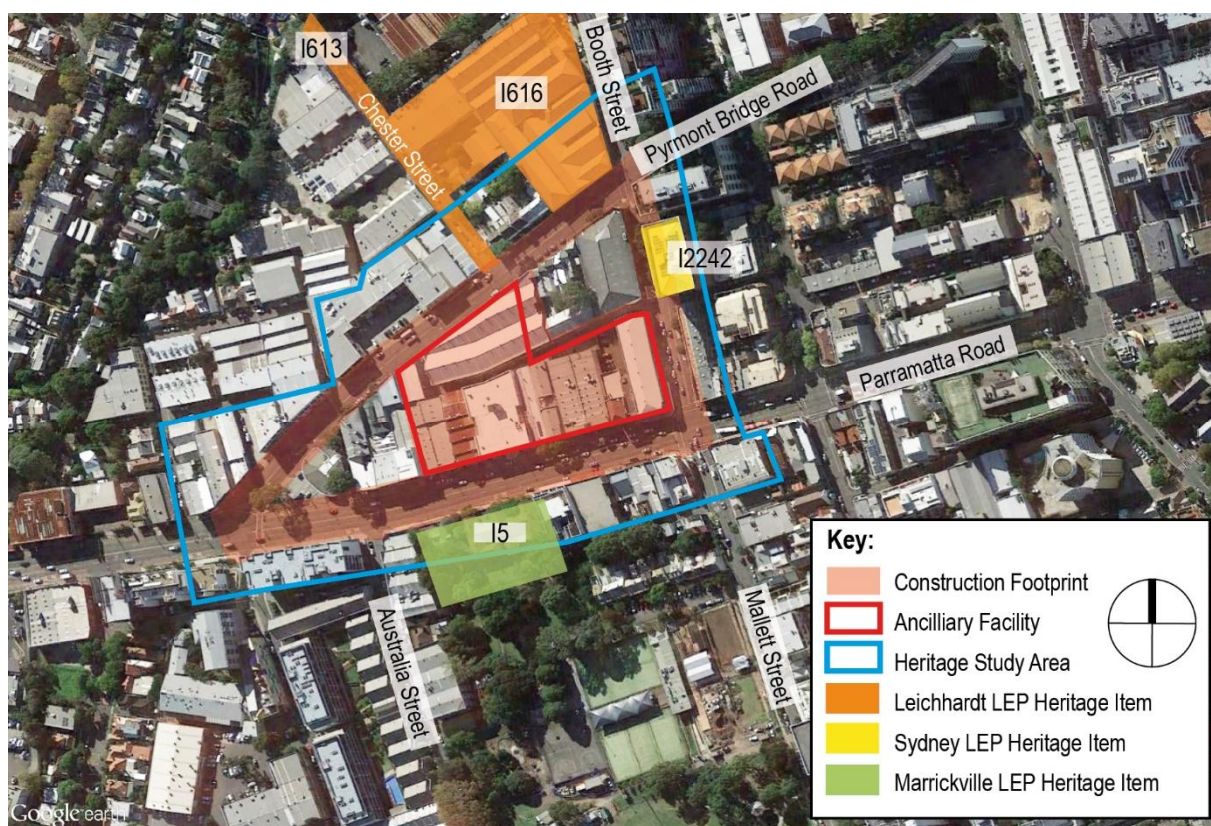 I613
Booth Street
I616
Chester Street
Pyrmont Bridge Road
I2242
Parramatta Road
I5
Australia Street
Mallett Street
Key:
Construction Footprint
Ancilliary Facility
Heritage Study Area
Leichhardt LEP Heritage Item
Sydney LEP Heritage Item
Marrickville LEP Heritage Item
Google earth